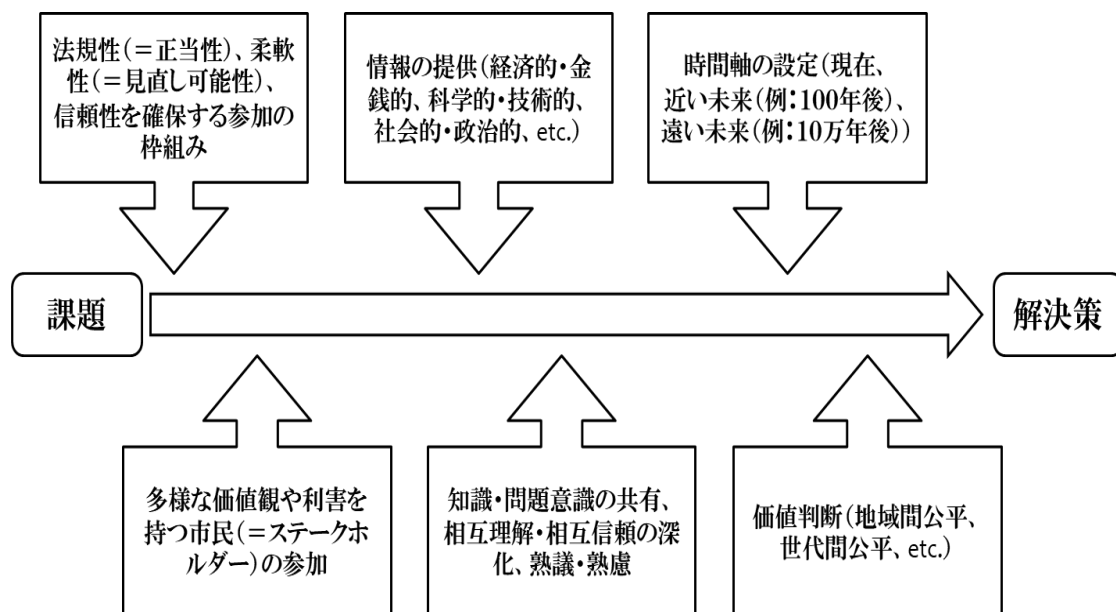 法規性(=正当性)、柔軟
性(=見直し可能性)、
信頼性を確保する参加の
枠組み
情報の提供(経済的・金
銭的、科学的・技術的、
社会的・政治的、etc.)
時間軸の設定(現在、
近い未来(例:100年後)、
遠い未来(例:10万年後))
課題
解決策
多様な価値観や利害を
持つ市民(=ステークホ
ルダー)の参加
知識・問題意識の共有、
相互理解・相互信頼の深
化、熟議・熟慮
価値判断(地域間公平、
世代間公平、etc.)